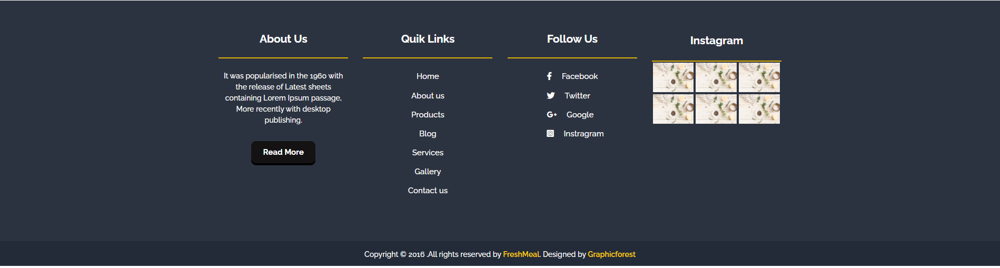 About Us
It was popularised in the 1960 with
the release of Latest sheets
containing Lorem Ipsum passage,
More recently with desktop
publishing.
Read More
Quik Links
Home
About us
Products
Blog
Services
Gallery
Contact us
Follow Us
Facebook
Twitter
Google
Instragram
Instagram
Copyright © 2016 .All rights reserved by FreshMeal. Designed by Graphicforest